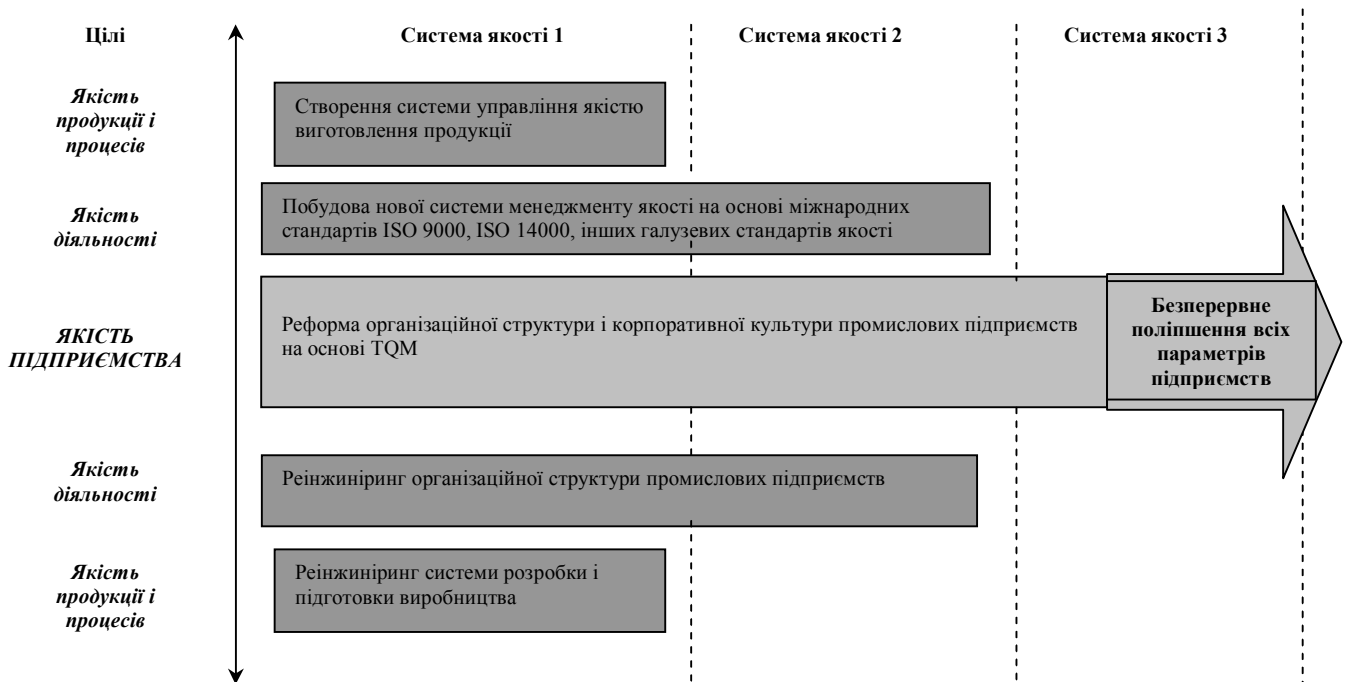 Цілі
Система якості 1
Система якості 2
Система якості 3
Якість
продукції і
процесів
Створення системи управління якістю
виготовлення продукції
Якість
діяльності
Побудова нової системи менеджменту якості на основі міжнародних
стандартів ISO 9000, ISO 14000, інших галузевих стандартів якості
ЯКІСТЬ
ПІДПРИЄМСТВА
Реформа організаційної структури і корпоративної культури промислових підприємств
на основі TQM
Безперервне
поліпшення всіх
параметрів
підприємств
Якість
діяльності
Реінжиніринг організаційної структури промислових підприємств
Якість
продукції і
процесів
Реінжиніринг системи розробки і
підготовки виробництва